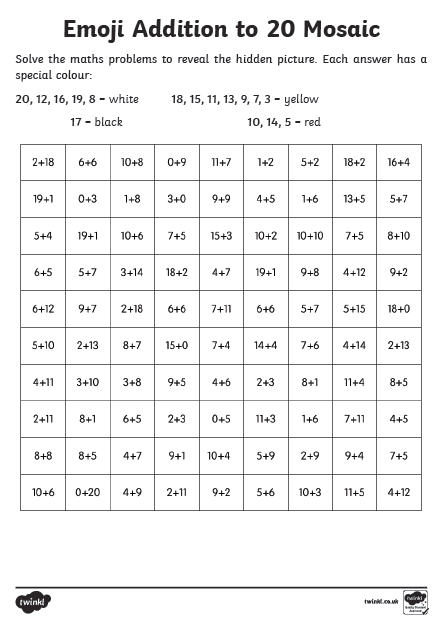 Emoji Addition to 20 Mosaic
Solve the maths problems to reveal the hidden picture. Each answer has a
special colour:
20, 12, 16, 19, 8 – white 18, 15, 11, 13, 9, 7, 3 – yellow
17 – black 10, 14, 5 – red
2+18 6+6 10+8 0+9 11+7 1+2 5+2 18+2 16+4
19+1 0+3 1+8 3+0 9+9 4+5 1+6 13+5 5+7
5+4 19+1 10+6 7+5 15+3 10+2 10+10 7+5 8+10
6+5 5+7 3+14 18+2 4+7 19+1 9+8 4+12 9+2
6+12 9+7 2+18 6+6 7+11 6+6 5+7 5+15 18+0
5+10 2+13 8+7 15+0 7+4 14+4 7+6 4+14 2+13
4+11 3+10 3+8 9+5 4+6 2+3 8+1 11+4 8+5
2+11 8+1 6+5 2+3 0+5 11+3 1+6 7+11 4+5
8+8 8+5 4+7 9+1 10+4 5+9 2+9 9+4 7+5
10+6 0+20 4+9 2+11 9+2 5+6 10+3 11+5 4+12
twinkl
twinkl.co.uk